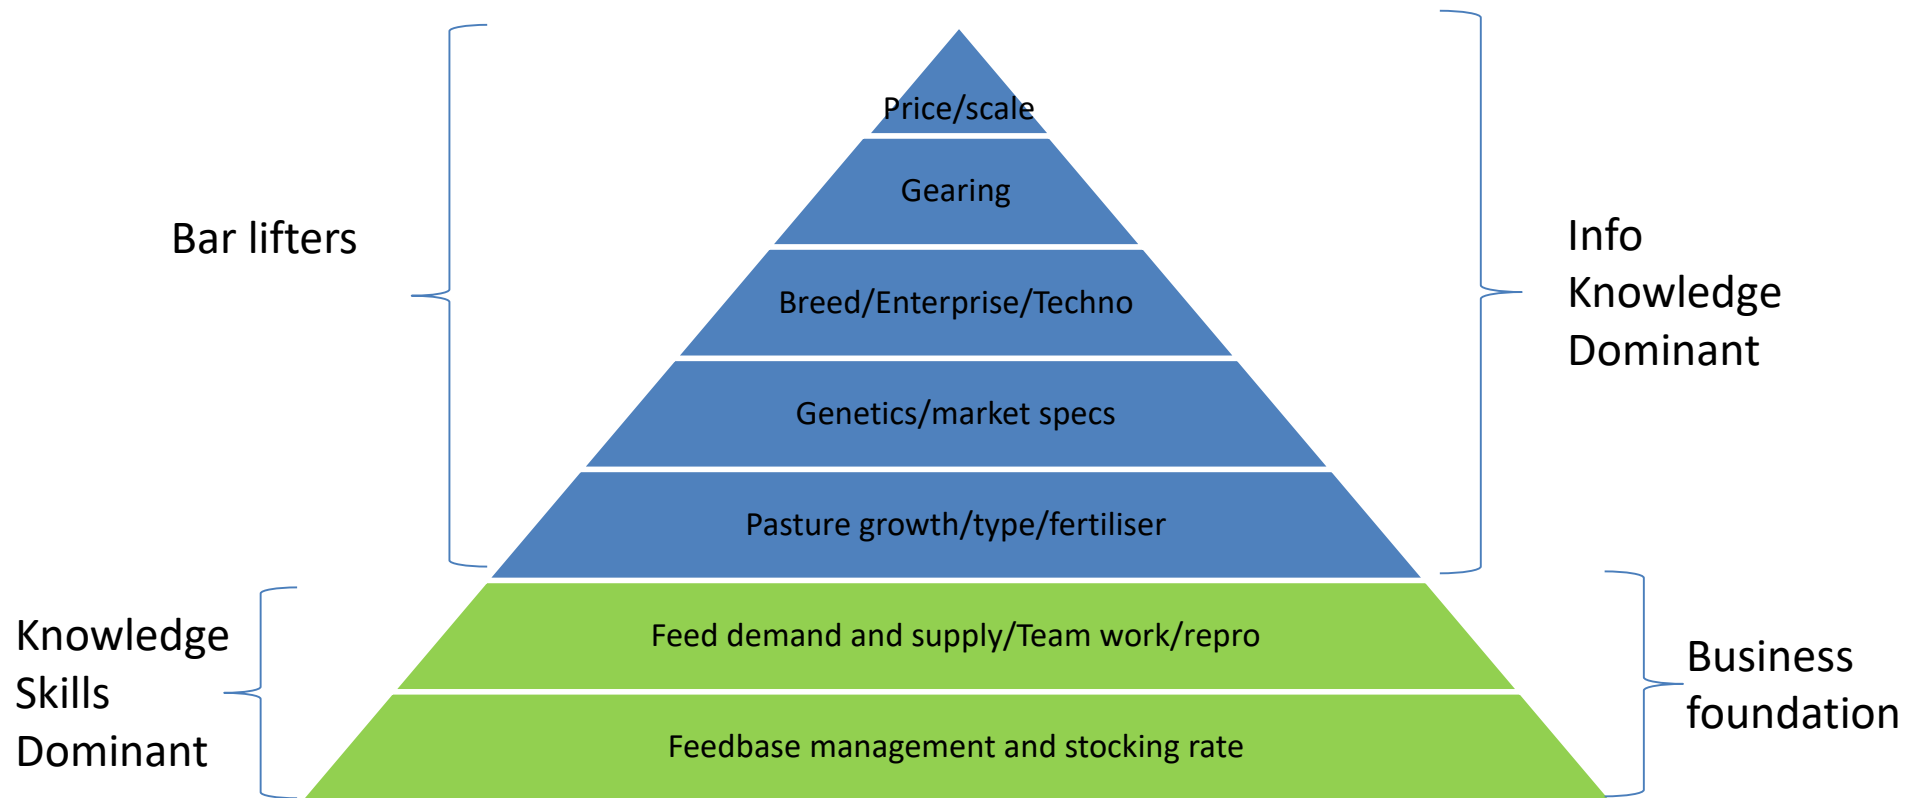 Price/scale
Gearing
Bar lifters
Info
Knowledge
Dominant
Breed/Enterprise/Techno
Genetics/market specs
Pasture growth/type/fertiliser
Knowledge
Skills
Dominant
Feed demand and supply/Team work/repro
Business
foundation
Feedbase management and stocking rate